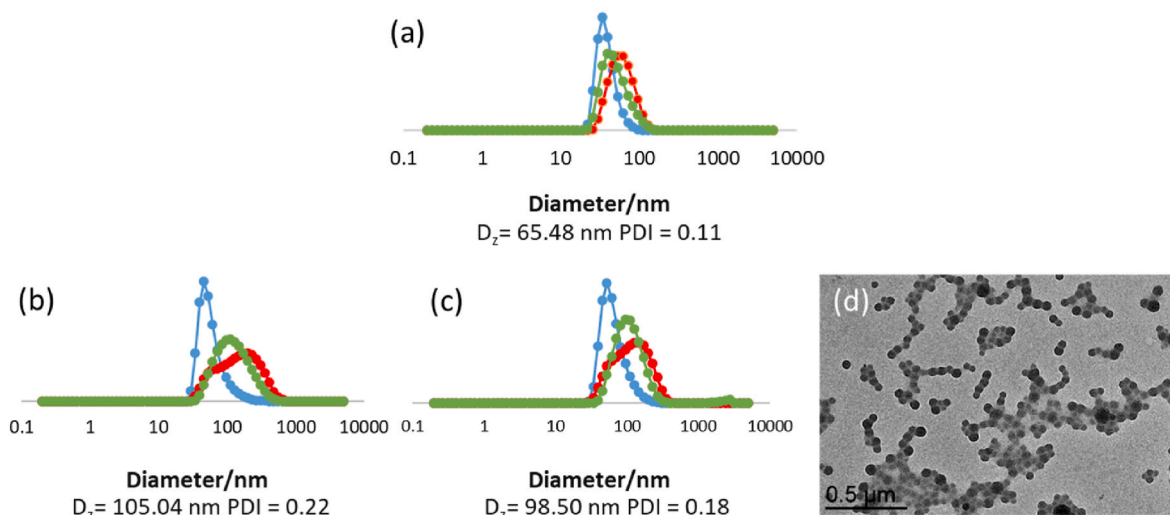 (a)
0.1 1 10 100 1000 10000
Diameter/nm
Dz= 65.48 nm PDI = 0.11
(b)
0.1 1 10 100 1000 10000
Diameter/nm
Dz= 105.04 nm PDI = 0.22
(c)
0.1 1 10 100 1000 10000
Diameter/nm
Dz= 98.50 nm PDI = 0.18
(d)
0.5 µm